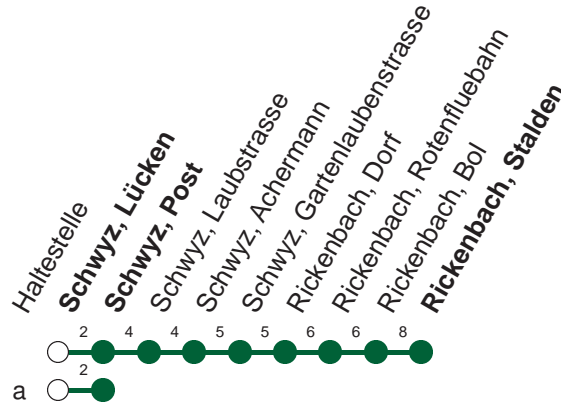 Haltestelle
Schwyz, Lücken
Schwyz, Post
Schwyz, Laubstrasse
Schwyz, Achermann
Schwyz, Gartenlaubenstrasse
Rickenbach, Dorf
Rickenbach, Rotenfluebahn
Rickenbach, Bol
Rickenbach, Stalden
2 4 4 5 5 6 6 8
2
a